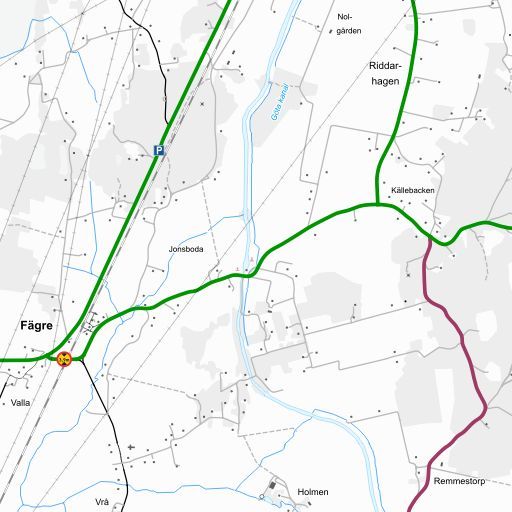 Nol-
gården
Riddar-
hagen
Göta kanal
P
Källebacken
Jonsboda
Fägre
Valla
Remmestorp
Holmen
Vrå